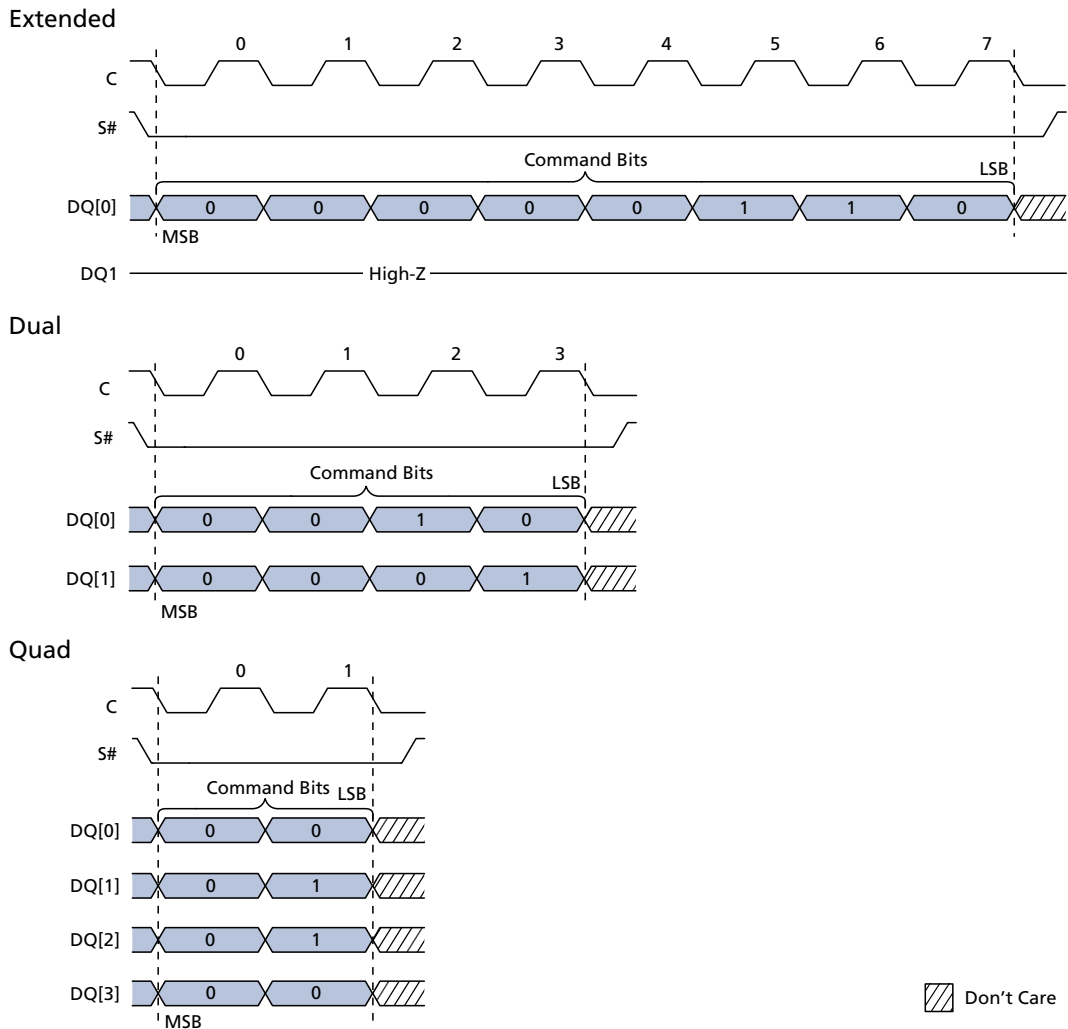 Extended
0 1 2 3 4 5 6 7
C
S#
Command Bits
LSB
DQ[0] 0 0 0 0 0 1 1 0
MSB
DQ1 High-Z
Dual
0 1 2 3
C
S#
Command Bits
LSB
DQ[0] 0 0 1 0
DQ[1] 0 0 0 1
MSB
Quad
0 1
C
S#
Command Bits LSB
DQ[0] 0 0
DQ[1] 0 1
DQ[2] 0 1
DQ[3] 0 0
MSB
Don't Care